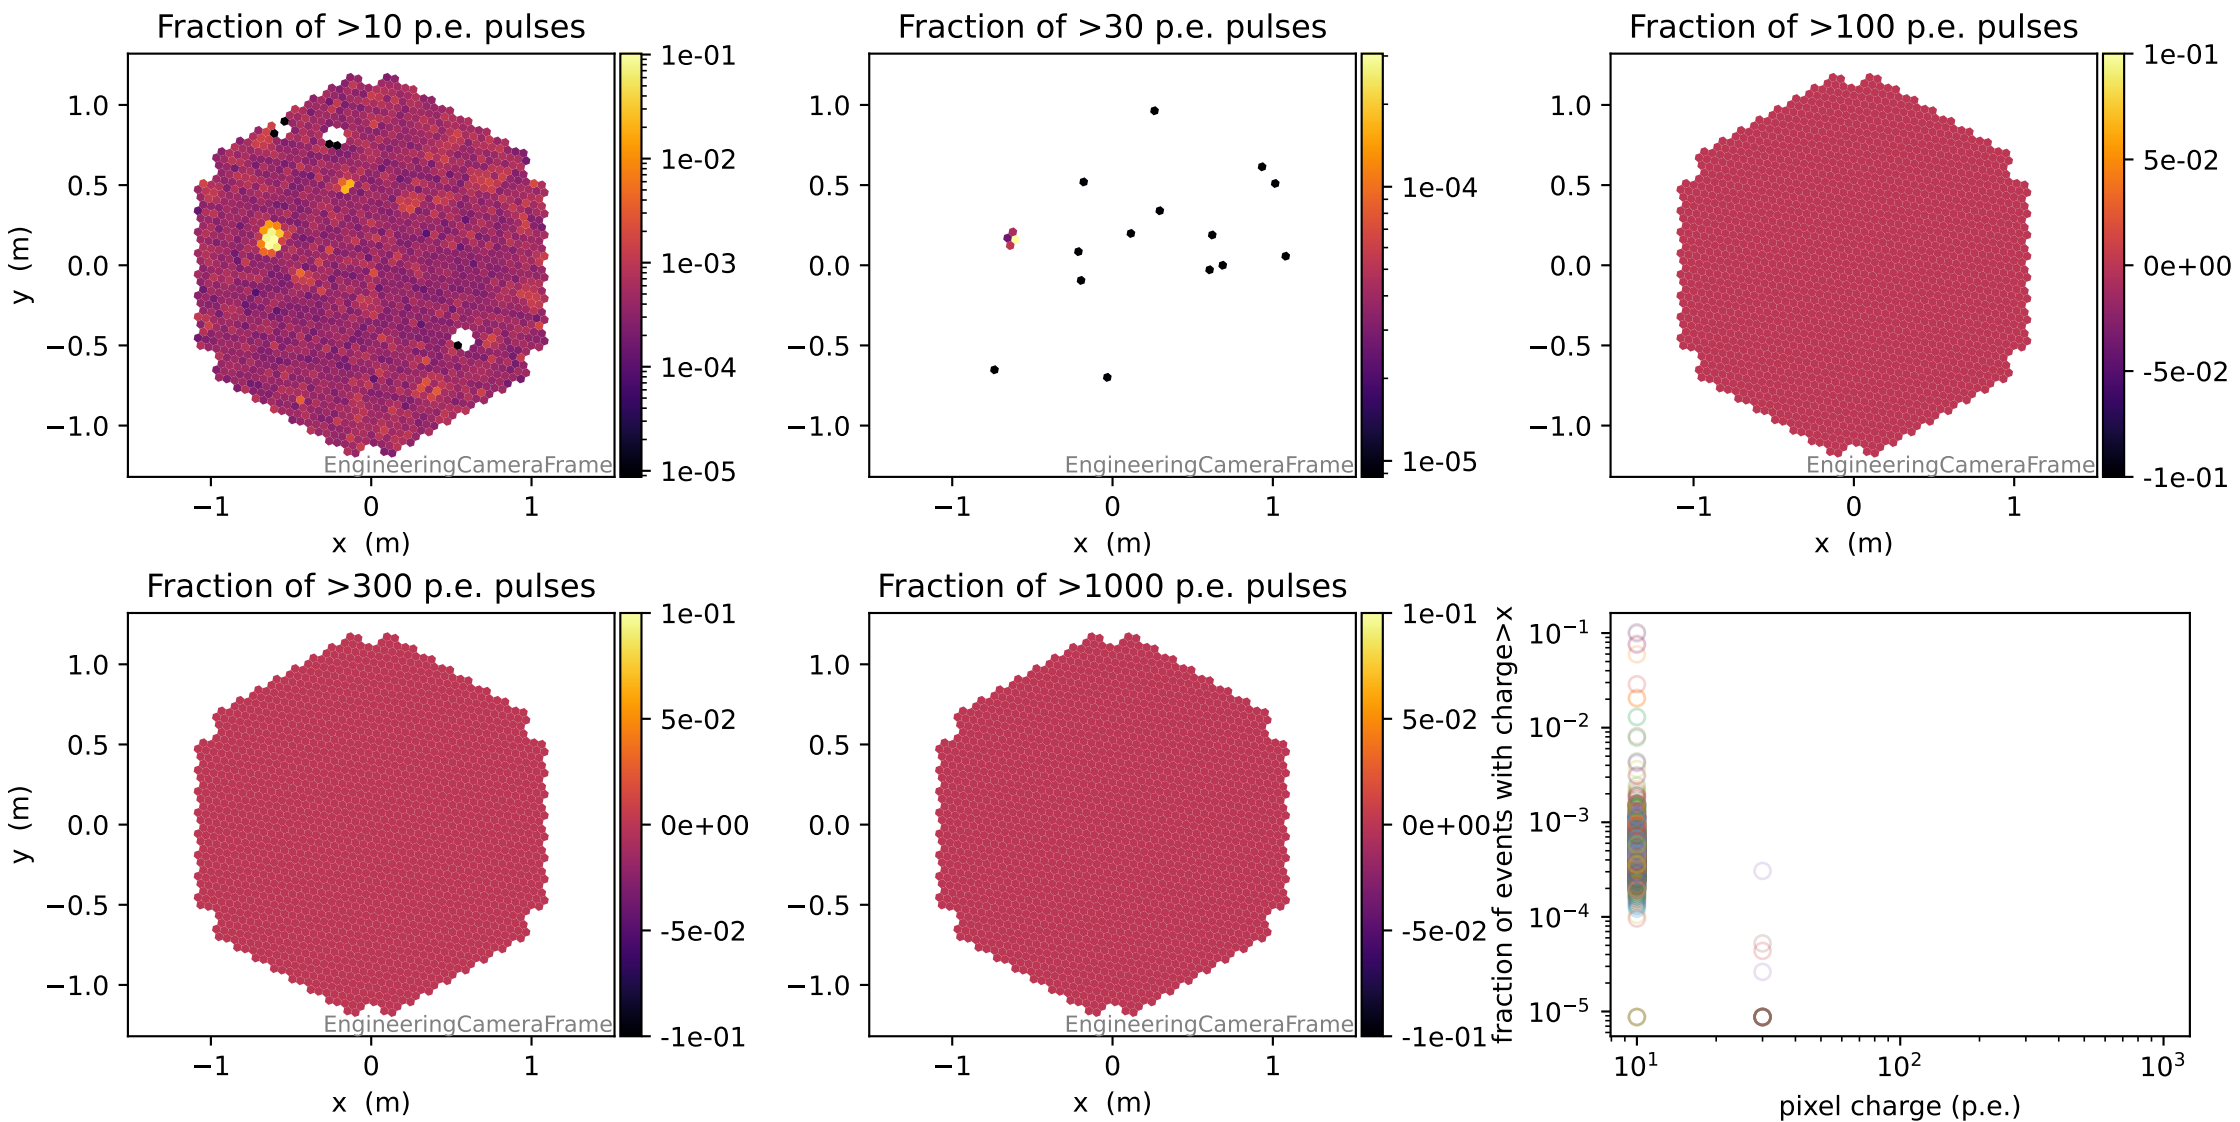 Fraction of >10 p.e. pulses
1e-01
1e-02
1e-03
1e-04
1e-05
1.0
0.5
0.0
−0.5
−1.0
y (m)
EngineeringCameraFrame
−1
0
1
x (m)
Fraction of >30 p.e. pulses
1e-04
1e-05
1.0
0.5
0.0
−0.5
−1.0
EngineeringCameraFrame
−1
0
1
x (m)
Fraction of >100 p.e. pulses
1e-01
5e-02
0e+00
-5e-02
-1e-01
1.0
0.5
0.0
−0.5
−1.0
EngineeringCameraFrame
−1
0
1
x (m)
Fraction of >300 p.e. pulses
1e-01
5e-02
0e+00
-5e-02
-1e-01
1.0
0.5
0.0
−0.5
−1.0
y (m)
EngineeringCameraFrame
−1
0
1
x (m)
Fraction of >1000 p.e. pulses
1e-01
5e-02
0e+00
-5e-02
-1e-01
1.0
0.5
0.0
−0.5
−1.0
EngineeringCameraFrame
−1
0
1
x (m)
fraction of events with charge>x
10⁻¹
10⁻²
10⁻³
10⁻⁴
10⁻⁵
10¹
10²
10³
pixel charge (p.e.)